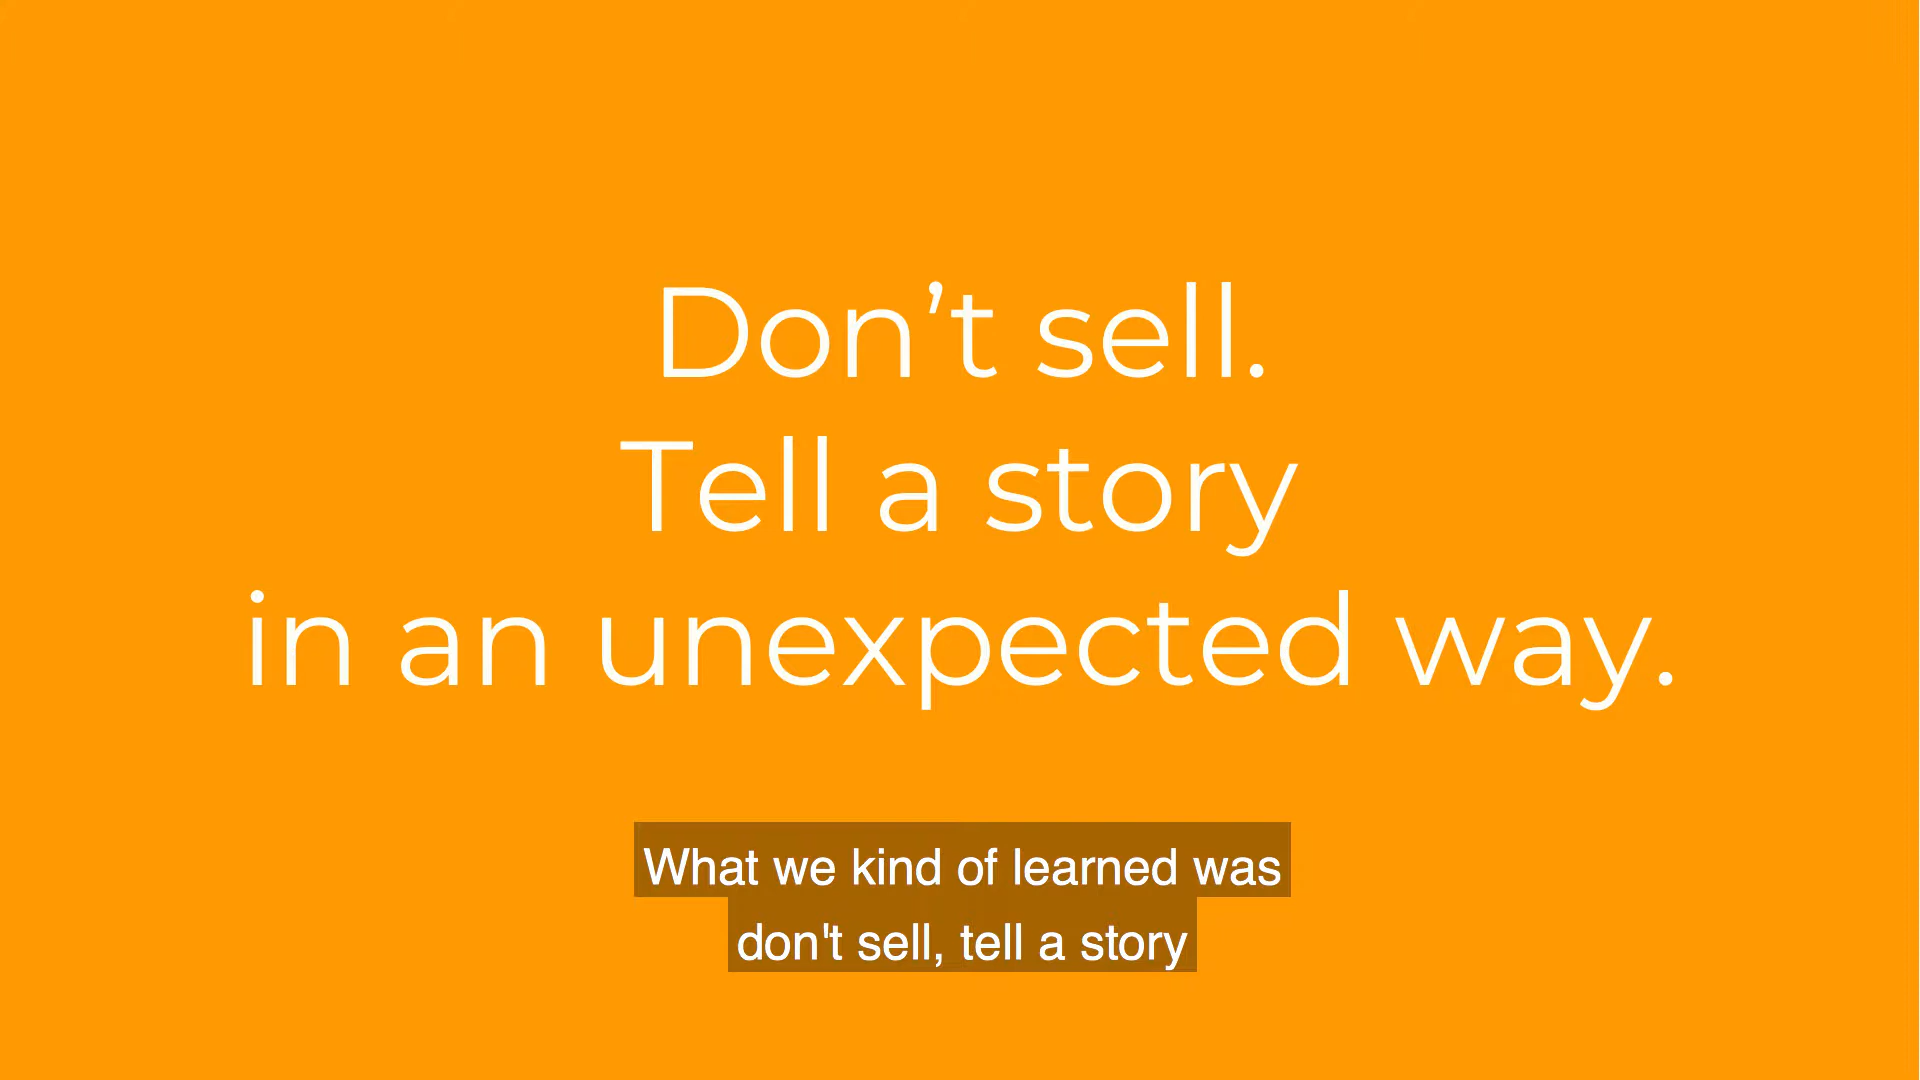 Don’t sell.
Tell a story
in an unexpected way.
What we kind of learned was
don't sell, tell a story